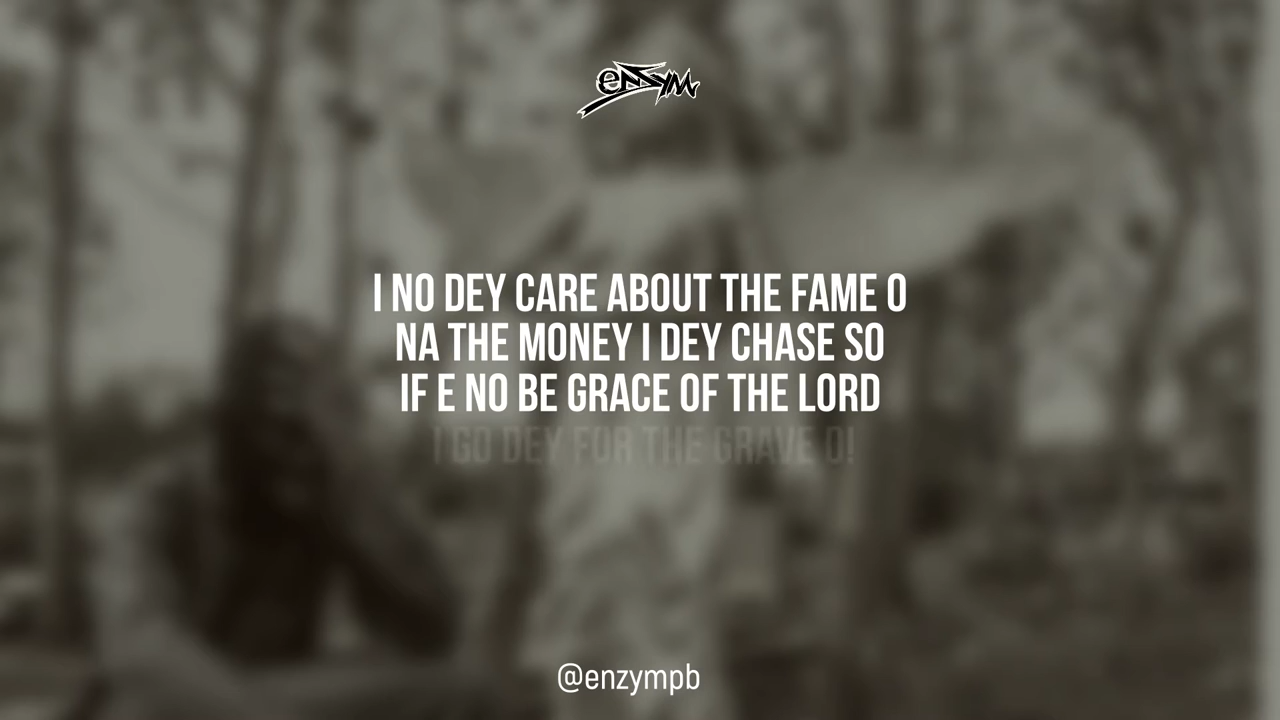 enzym
I NO DEY CARE ABOUT THE FAME O
NA THE MONEY I DEY CHASE SO
IF E NO BE GRACE OF THE LORD
I GO DEY FOR THE GRAVE O!
@enzympb